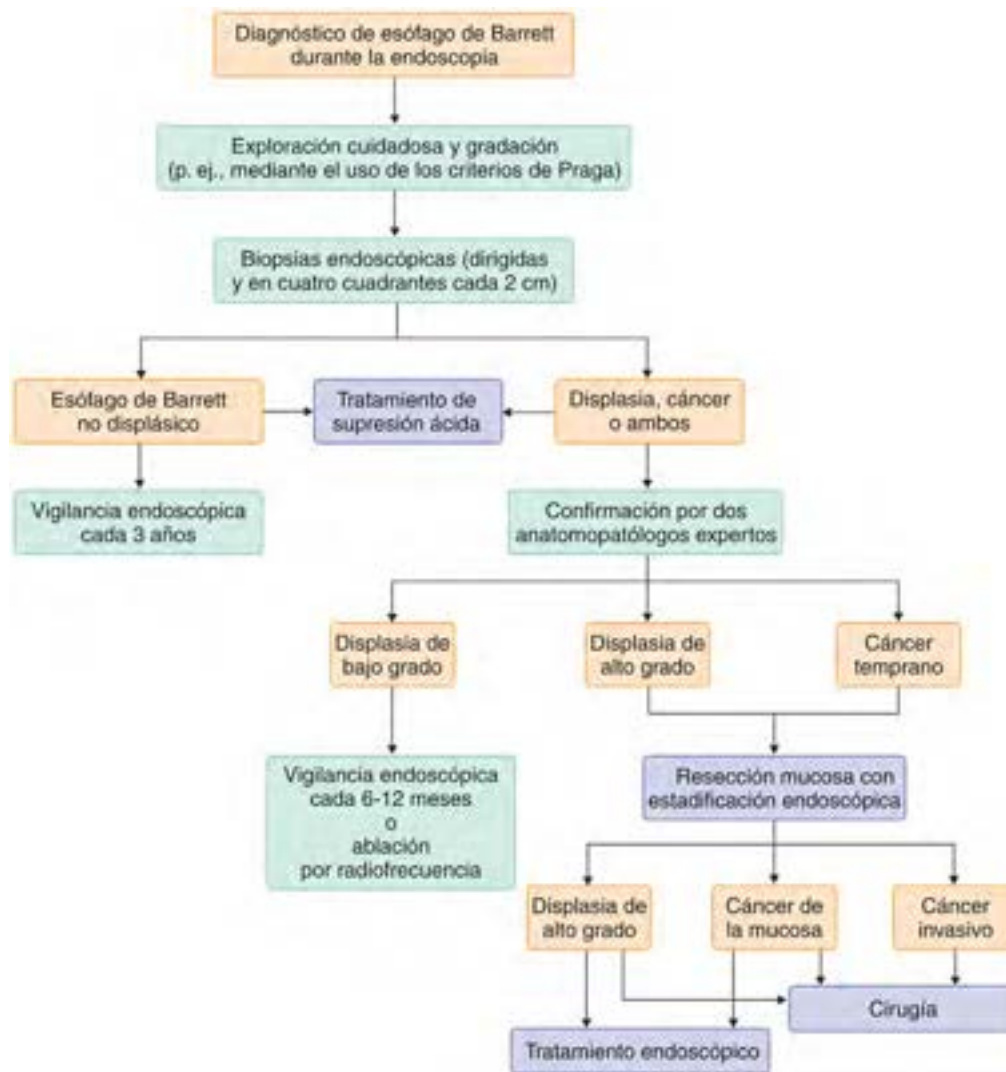 Diagnóstico de esófago de Barrett
durante la endoscopia
Exploración cuidadosa y gradación
(p. ej., mediante el uso de los criterios de Praga)
Biopsias endoscópicas (dirigidas
y en cuatro cuadrantes cada 2 cm)
Esófago de Barrett
no displásico
Tratamiento de
supresión ácida
Displasia, cáncer
o ambos
Vigilancia endoscópica
cada 3 años
Confirmación por dos
anatomopatólogos expertos
Displasia de
bajo grado
Displasia de
alto grado
Cáncer
temprano
Vigilancia endoscópica
cada 6-12 meses
o
ablación
por radiofrecuencia
Resección mucosa con
estadificación endoscópica
Displasia de
alto grado
Cáncer de
la mucosa
Cáncer
invasivo
Cirugía
Tratamiento endoscópico